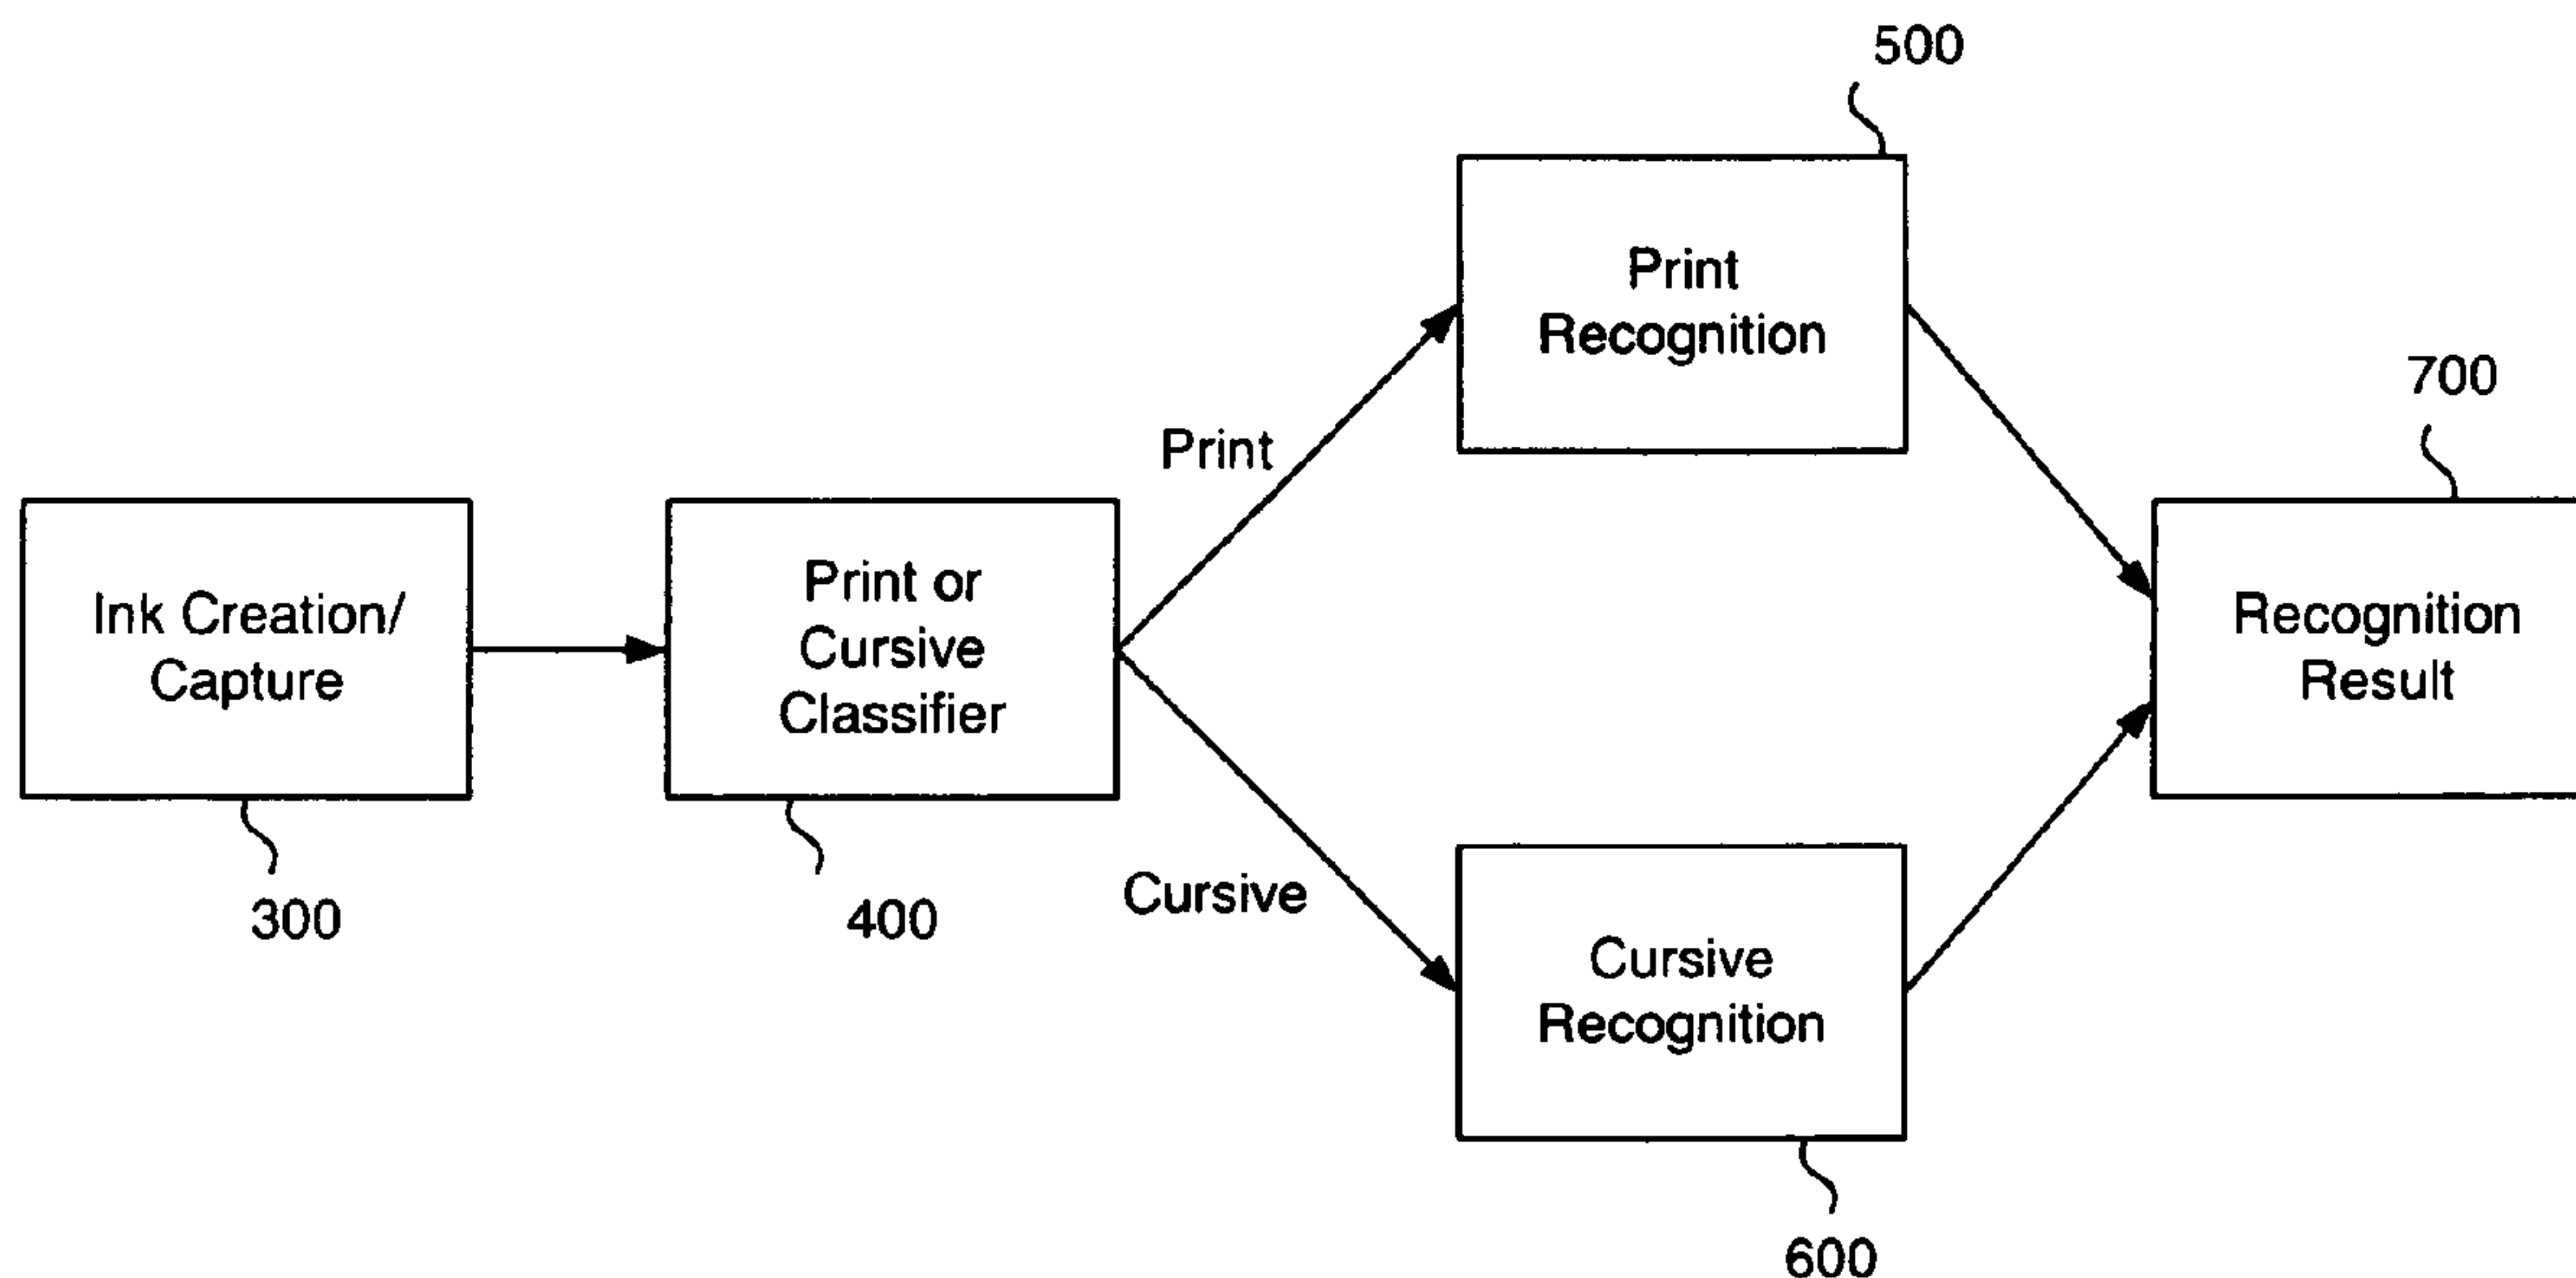 500
Print
Recognition
700
Print
Ink Creation/
Capture
Print or
Cursive
Classifier
Recognition
Result
300
400
Cursive
Cursive
Recognition
600